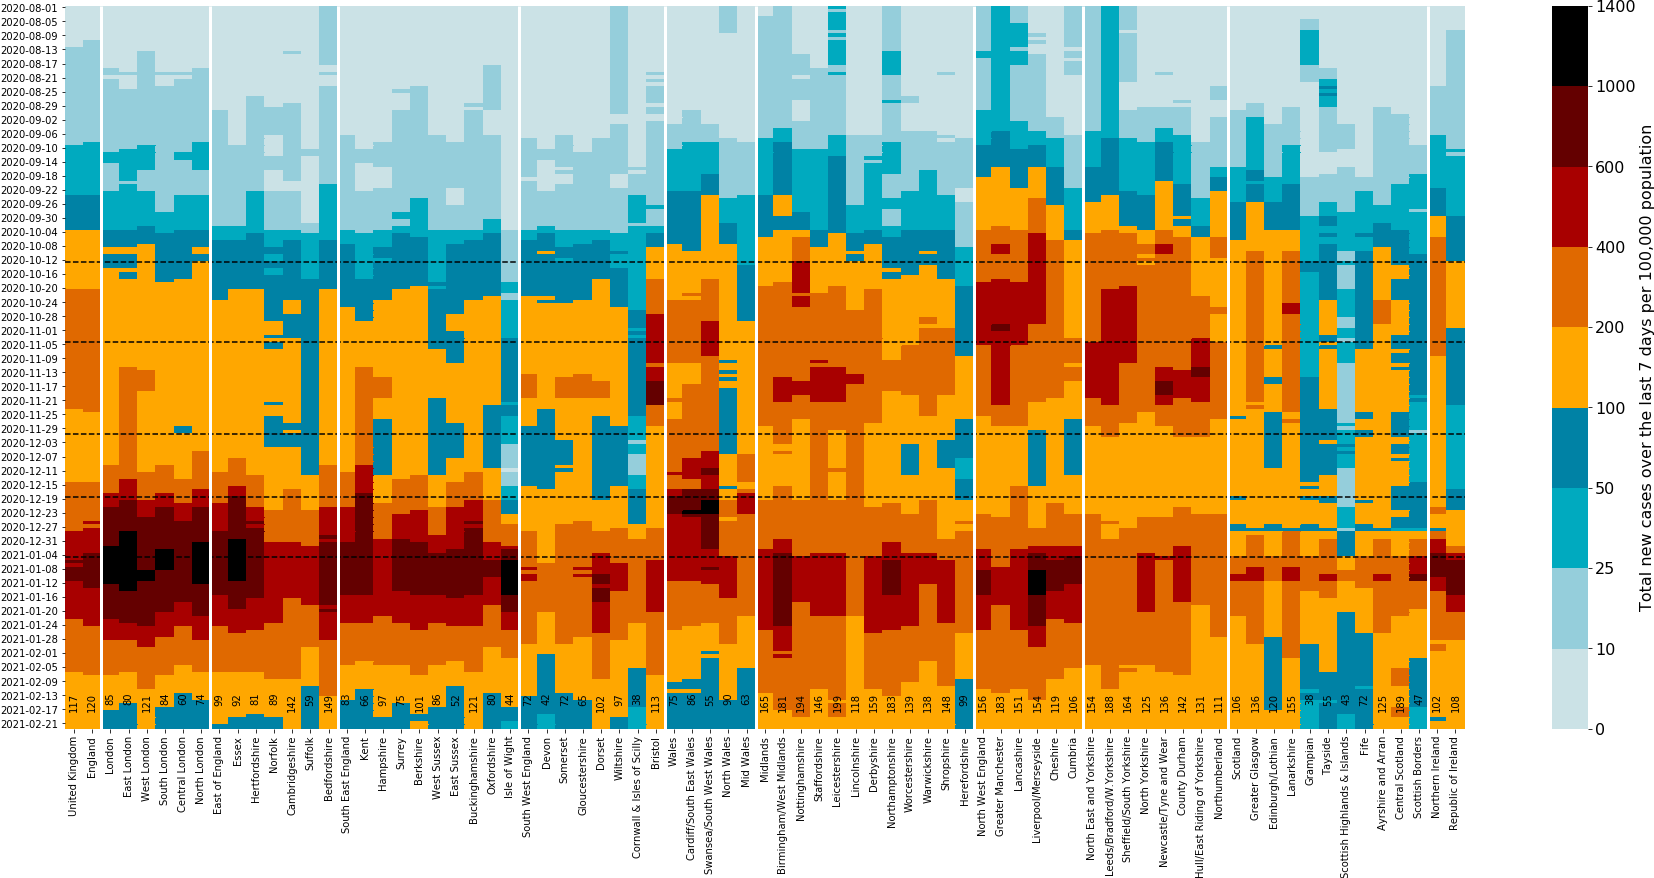 2020-08-01
2020-08-05
2020-08-09
2020-08-13
2020-08-17
2020-08-21
2020-08-25
2020-08-29
2020-09-02
2020-09-06
2020-09-10
2020-09-14
2020-09-18
2020-09-22
2020-09-26
2020-09-30
2020-10-04
2020-10-08
2020-10-12
2020-10-16
2020-10-20
2020-10-24
2020-10-28
2020-11-01
2020-11-05
2020-11-09
2020-11-13
2020-11-17
2020-11-21
2020-11-25
2020-11-29
2020-12-03
2020-12-07
2020-12-11
2020-12-15
2020-12-19
2020-12-23
2020-12-27
2020-12-31
2021-01-04
2021-01-08
2021-01-12
2021-01-16
2021-01-20
2021-01-24
2021-01-28
2021-02-01
2021-02-05
2021-02-09
2021-02-13
2021-02-17
2021-02-21
117 120 85 80 121 84 60 74 99 92 81 89 142 59 149 83 66 97 75 101 86 52 121 80 44 72 42 72 65 102 97 38 113 75 86 55 90 63 165 181 194 146 199 118 159 183 139 138 148 99 156 183 151 154 119 106 154 188 164 125 136 142 131 111 106 136 120 155 38 55 43 72 125 189 47 102 108
United Kingdom
England
London
East London
West London
South London
Central London
North London
East of England
Essex
Hertfordshire
Norfolk
Cambridgeshire
Suffolk
Bedfordshire
South East England
Kent
Hampshire
Surrey
Berkshire
West Sussex
East Sussex
Buckinghamshire
Oxfordshire
Isle of Wight
South West England
Devon
Somerset
Gloucestershire
Dorset
Wiltshire
Cornwall & Isles of Scilly
Bristol
Wales
Cardiff/South East Wales
Swansea/South West Wales
North Wales
Mid Wales
Midlands
Birmingham/West Midlands
Nottinghamshire
Staffordshire
Leicestershire
Lincolnshire
Derbyshire
Northamptonshire
Worcestershire
Warwickshire
Shropshire
Herefordshire
North West England
Greater Manchester
Lancashire
Liverpool/Merseyside
Cheshire
Cumbria
North East and Yorkshire
Leeds/Bradford/W. Yorkshire
Sheffield/South Yorkshire
North Yorkshire
Newcastle/Tyne and Wear
County Durham
Hull/East Riding of Yorkshire
Northumberland
Scotland
Greater Glasgow
Edinburgh/Lothian
Lanarkshire
Grampian
Tayside
Scottish Highlands & Islands
Fife
Ayrshire and Arran
Central Scotland
Scottish Borders
Northern Ireland
Republic of Ireland
1400
1000
600
400
200
100
50
25
10
0
Total new cases over the last 7 days per 100,000 population